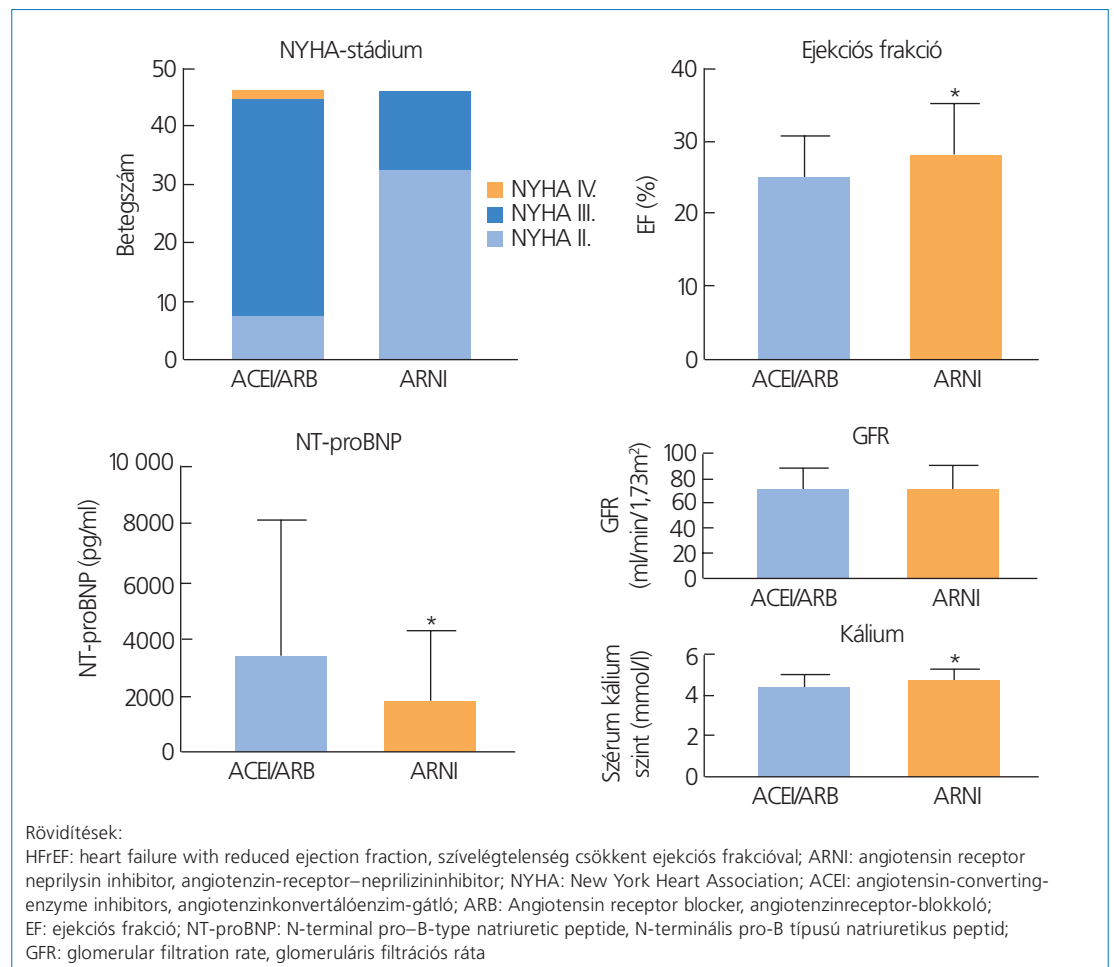 NYHA-stádium
50
40
30
20
10
0
Betegszám
ACEI/ARB
ARNI
NYHA IV.
NYHA III.
NYHA II.
Ejekciós frakció
40
30
20
10
0
EF (%)
*
ACEI/ARB
ARNI
NT-proBNP
10 000
8000
6000
4000
2000
0
NT-proBNP (pg/ml)
*
ACEI/ARB
ARNI
GFR
100
80
60
40
20
0
GFR
(ml/min/1,73m²)
ACEI/ARB
ARNI
Kálium
6
4
2
0
Szérum kálium
szint (mmol/l)
*
ACEI/ARB
ARNI
Rövidítések:
HFrEF: heart failure with reduced ejection fraction, szívelégtelenség csökkent ejekciós frakcióval; ARNI: angiotensin receptor
neprilysin inhibitor, angiotenzin-receptor–neprilizininhibitor; NYHA: New York Heart Association; ACEI: angiotensin-converting-
enzyme inhibitors, angiotenzinkonvertálóenzim-gátló; ARB: Angiotensin receptor blocker, angiotenzinreceptor-blokkoló;
EF: ejekciós frakció; NT-proBNP: N-terminal pro–B-type natriuretic peptide, N-terminális pro-B típusú natriuretikus peptid;
GFR: glomerular filtration rate, glomeruláris filtrációs ráta